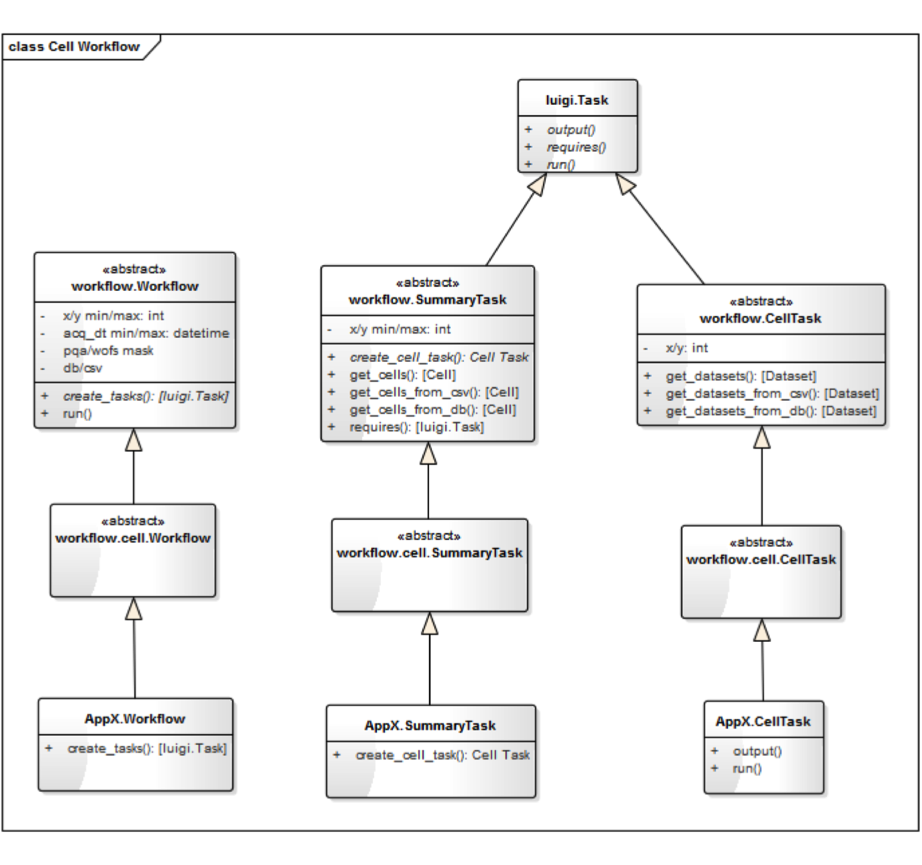 class Cell Workflow
luigi.Task
+ output()
+ requires()
+ run()
«abstract»
workflow.Workflow
- x/y min/max: int
- acq_dt min/max: datetime
- pqa/wofs mask
- db/csv
+ create_tasks(): [luigi.Task]
+ run()
«abstract»
workflow.SummaryTask
- x/y min/max: int
+ create_cell_task(): Cell Task
+ get_cells(): [Cell]
+ get_cells_from_csv(): [Cell]
+ get_cells_from_db(): [Cell]
+ requires(): [luigi.Task]
«abstract»
workflow.CellTask
- x/y: int
+ get_datasets(): [Dataset]
+ get_datasets_from_csv(): [Dataset]
+ get_datasets_from_db(): [Dataset]
«abstract»
workflow.cell.Workflow
«abstract»
workflow.cell.SummaryTask
«abstract»
workflow.cell.CellTask
AppX.Workflow
+ create_tasks(): [luigi.Task]
AppX.SummaryTask
+ create_cell_task(): Cell Task
AppX.CellTask
+ output()
+ run()